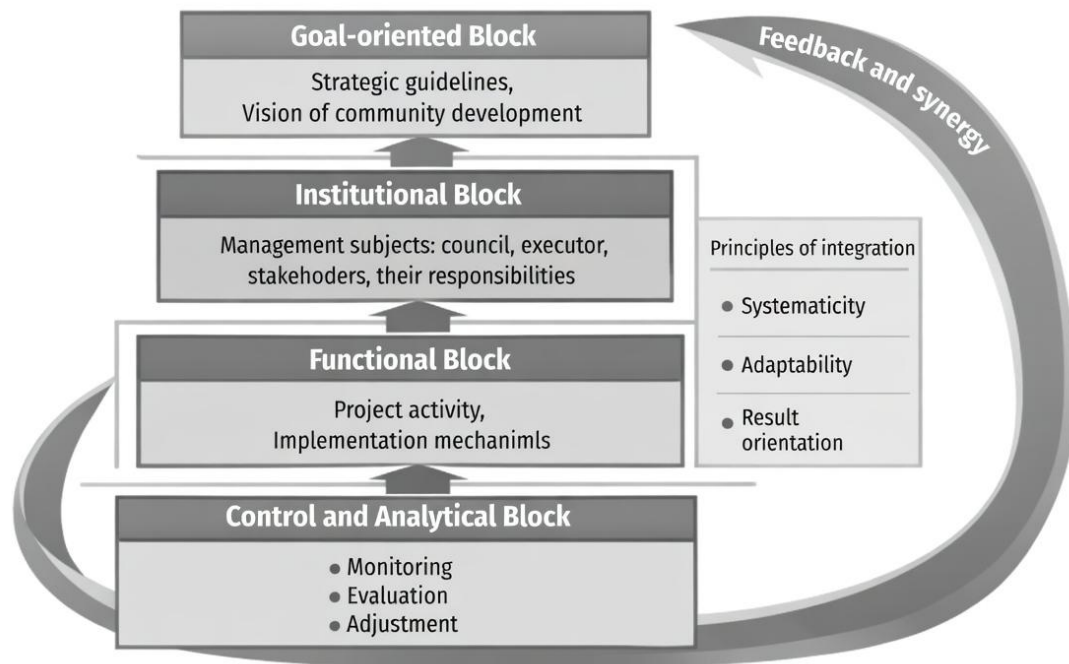 Goal-oriented Block
Strategic guidelines,
Vision of community development
Feedback and synergy
Institutional Block
Management subjects: council, executor,
stakehoders, their responsibilities
Principles of integration
• Systematicity
• Adaptability
• Result
orientation
Functional Block
Project activity,
Implementation mechanimls
Control and Analytical Block
• Monitoring
• Evaluation
• Adjustment